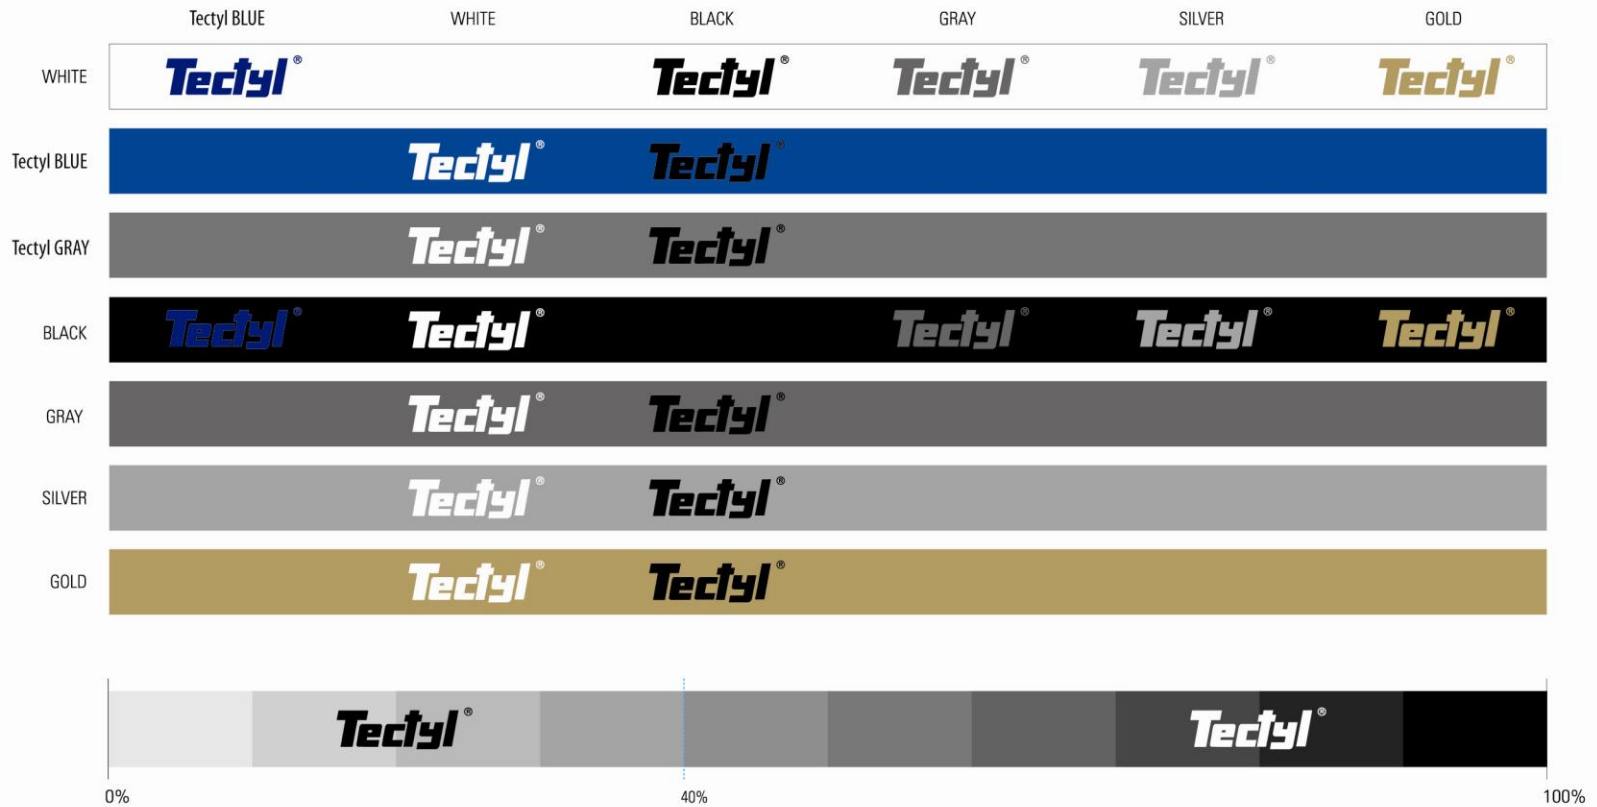 Tectyl BLUE WHITE BLACK GRAY SILVER GOLD
WHITE Tectyl® Tectyl® Tectyl® Tectyl® Tectyl®
Tectyl BLUE Tectyl® Tectyl®
Tectyl GRAY Tectyl® Tectyl®
BLACK Tectyl® Tectyl® Tectyl® Tectyl® Tectyl®
GRAY Tectyl® Tectyl®
SILVER Tectyl® Tectyl®
GOLD Tectyl® Tectyl®
Tectyl® Tectyl®
0% 40% 100%